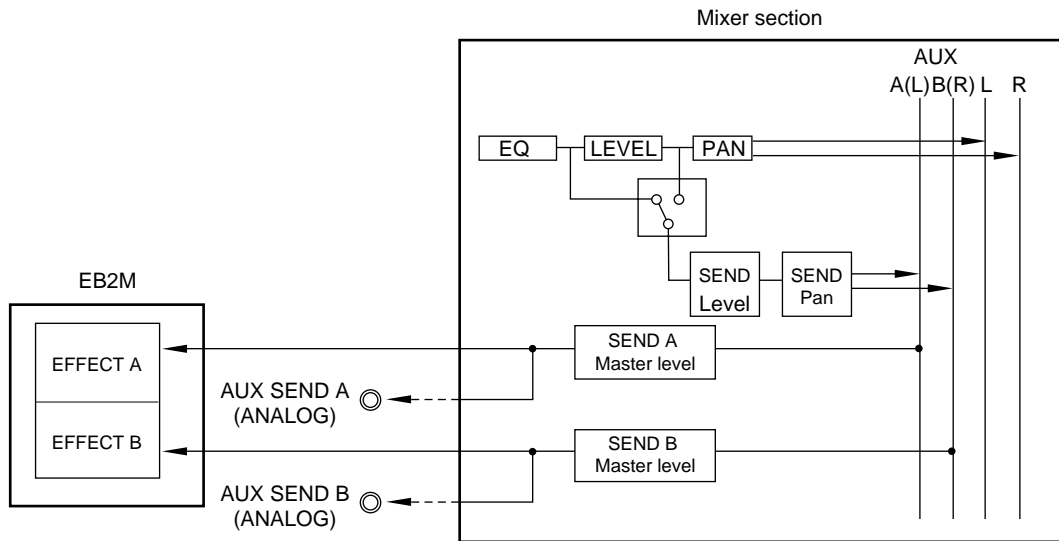 Mixer section
AUX
A(L) B(R) L R
EQ LEVEL PAN
SEND
Level
SEND
Pan
EB2M
EFFECT A
EFFECT B
SEND A
Master level
AUX SEND A
(ANALOG)
SEND B
Master level
AUX SEND B
(ANALOG)